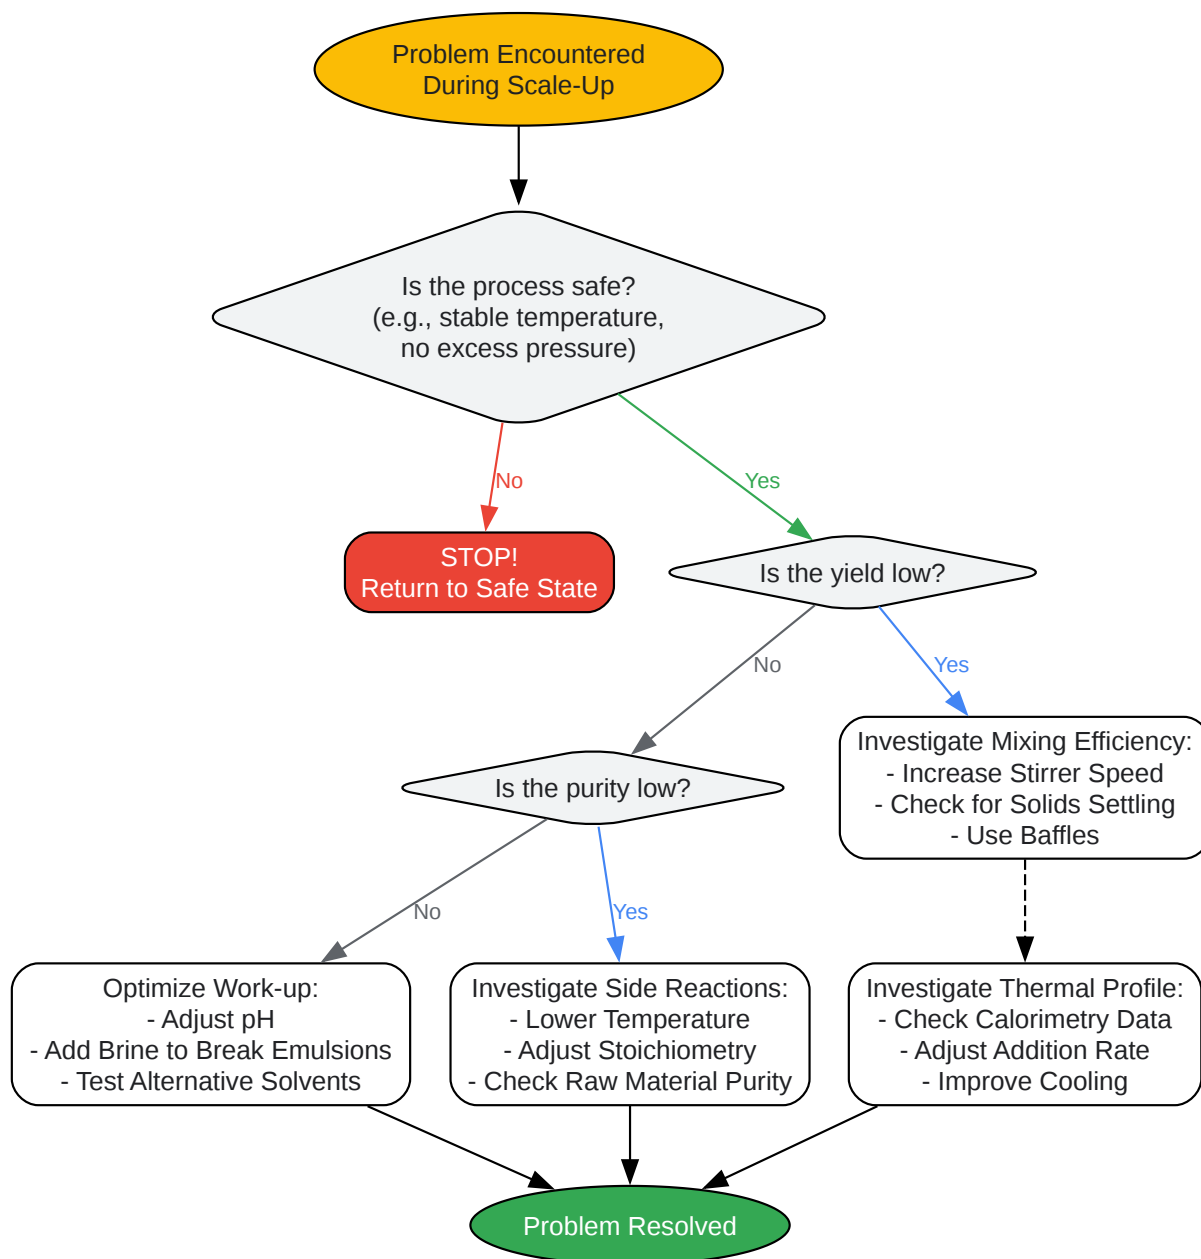 Problem Encountered
During Scale-Up
Is the process safe?
(e.g., stable temperature,
no excess pressure)
No
Yes
STOP!
Return to Safe State
Is the yield low?
No
Yes
Investigate Mixing Efficiency:
- Increase Stirrer Speed
- Check for Solids Settling
- Use Baffles
Is the purity low?
No
Yes
Optimize Work-up:
- Adjust pH
- Add Brine to Break Emulsions
- Test Alternative Solvents
Investigate Side Reactions:
- Lower Temperature
- Adjust Stoichiometry
- Check Raw Material Purity
Investigate Thermal Profile:
- Check Calorimetry Data
- Adjust Addition Rate
- Improve Cooling
Problem Resolved